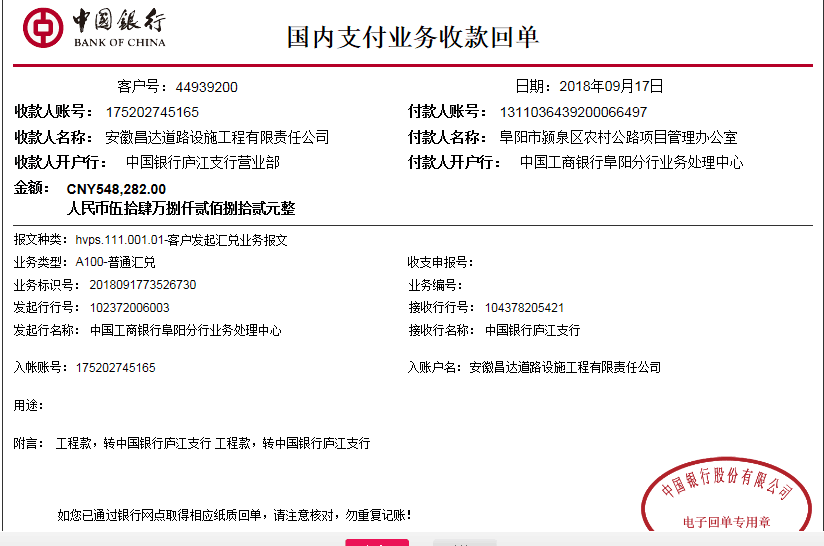 中国银行
BANK OF CHINA
国内支付业务收款回单
客户号：44939200 日期：2018年09月17日
收款人账号：175202745165 付款人账号：1311036439200066497
收款人名称：安徽昌达道路设施工程有限责任公司 付款人名称：阜阳市颍泉区农村公路项目管理办公室
收款人开户行：中国银行庐江支行营业部 付款人开户行：中国工商银行阜阳分行业务处理中心
金额：CNY548,282.00
人民币伍拾肆万捌仟贰佰捌拾贰元整
报文种类：hvps.111.001.01-客户发起汇兑业务报文
业务类型：A100-普通汇兑 收支申报号：
业务标识号：2018091773526730 业务编号：
发起行行号：102372006003 接收行行号：104378205421
发起行名称：中国工商银行阜阳分行业务处理中心 接收行名称：中国银行庐江支行
入帐账号：175202745165 入账户名：安徽昌达道路设施工程有限责任公司
用途：
附言：工程款，转中国银行庐江支行 工程款，转中国银行庐江支行
中国银行股份有限公司
电子回单专用章
如您已通过银行网点取得相应纸质回单，请注意核对，勿重复记账！